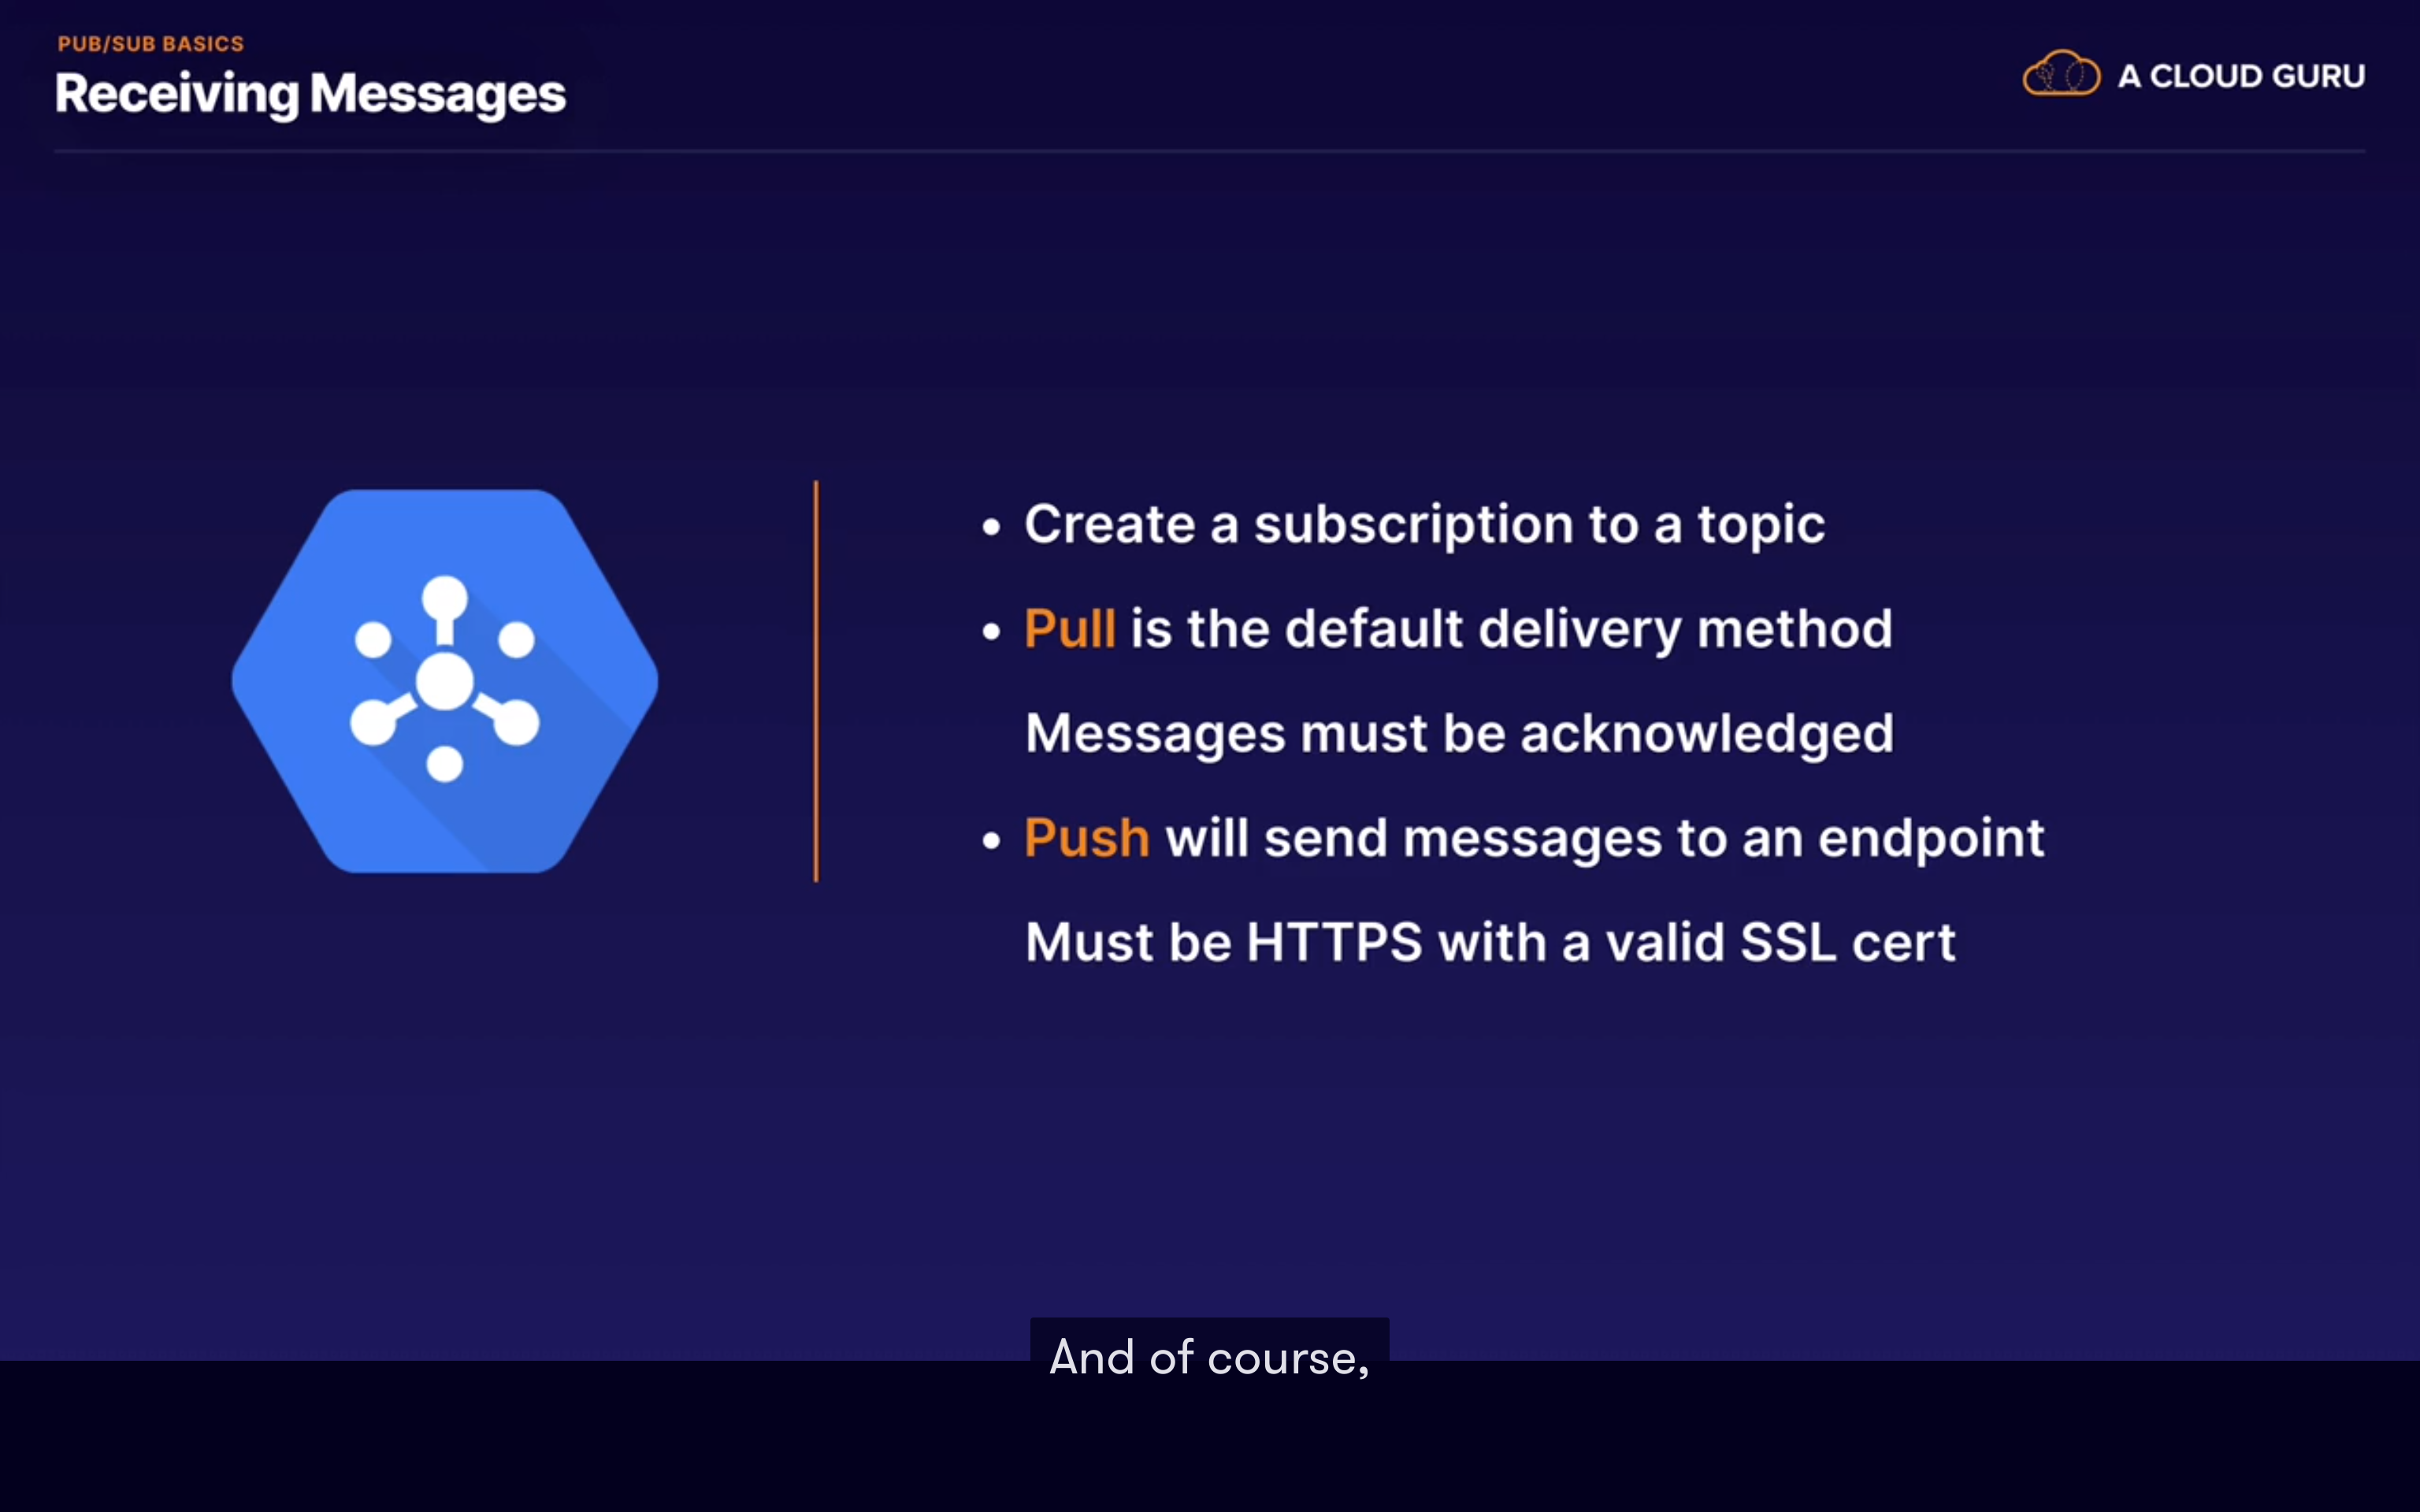 PUB/SUB BASICS
Receiving Messages
A CLOUD GURU
• Create a subscription to a topic
• Pull is the default delivery method
Messages must be acknowledged
• Push will send messages to an endpoint
Must be HTTPS with a valid SSL cert
And of course,